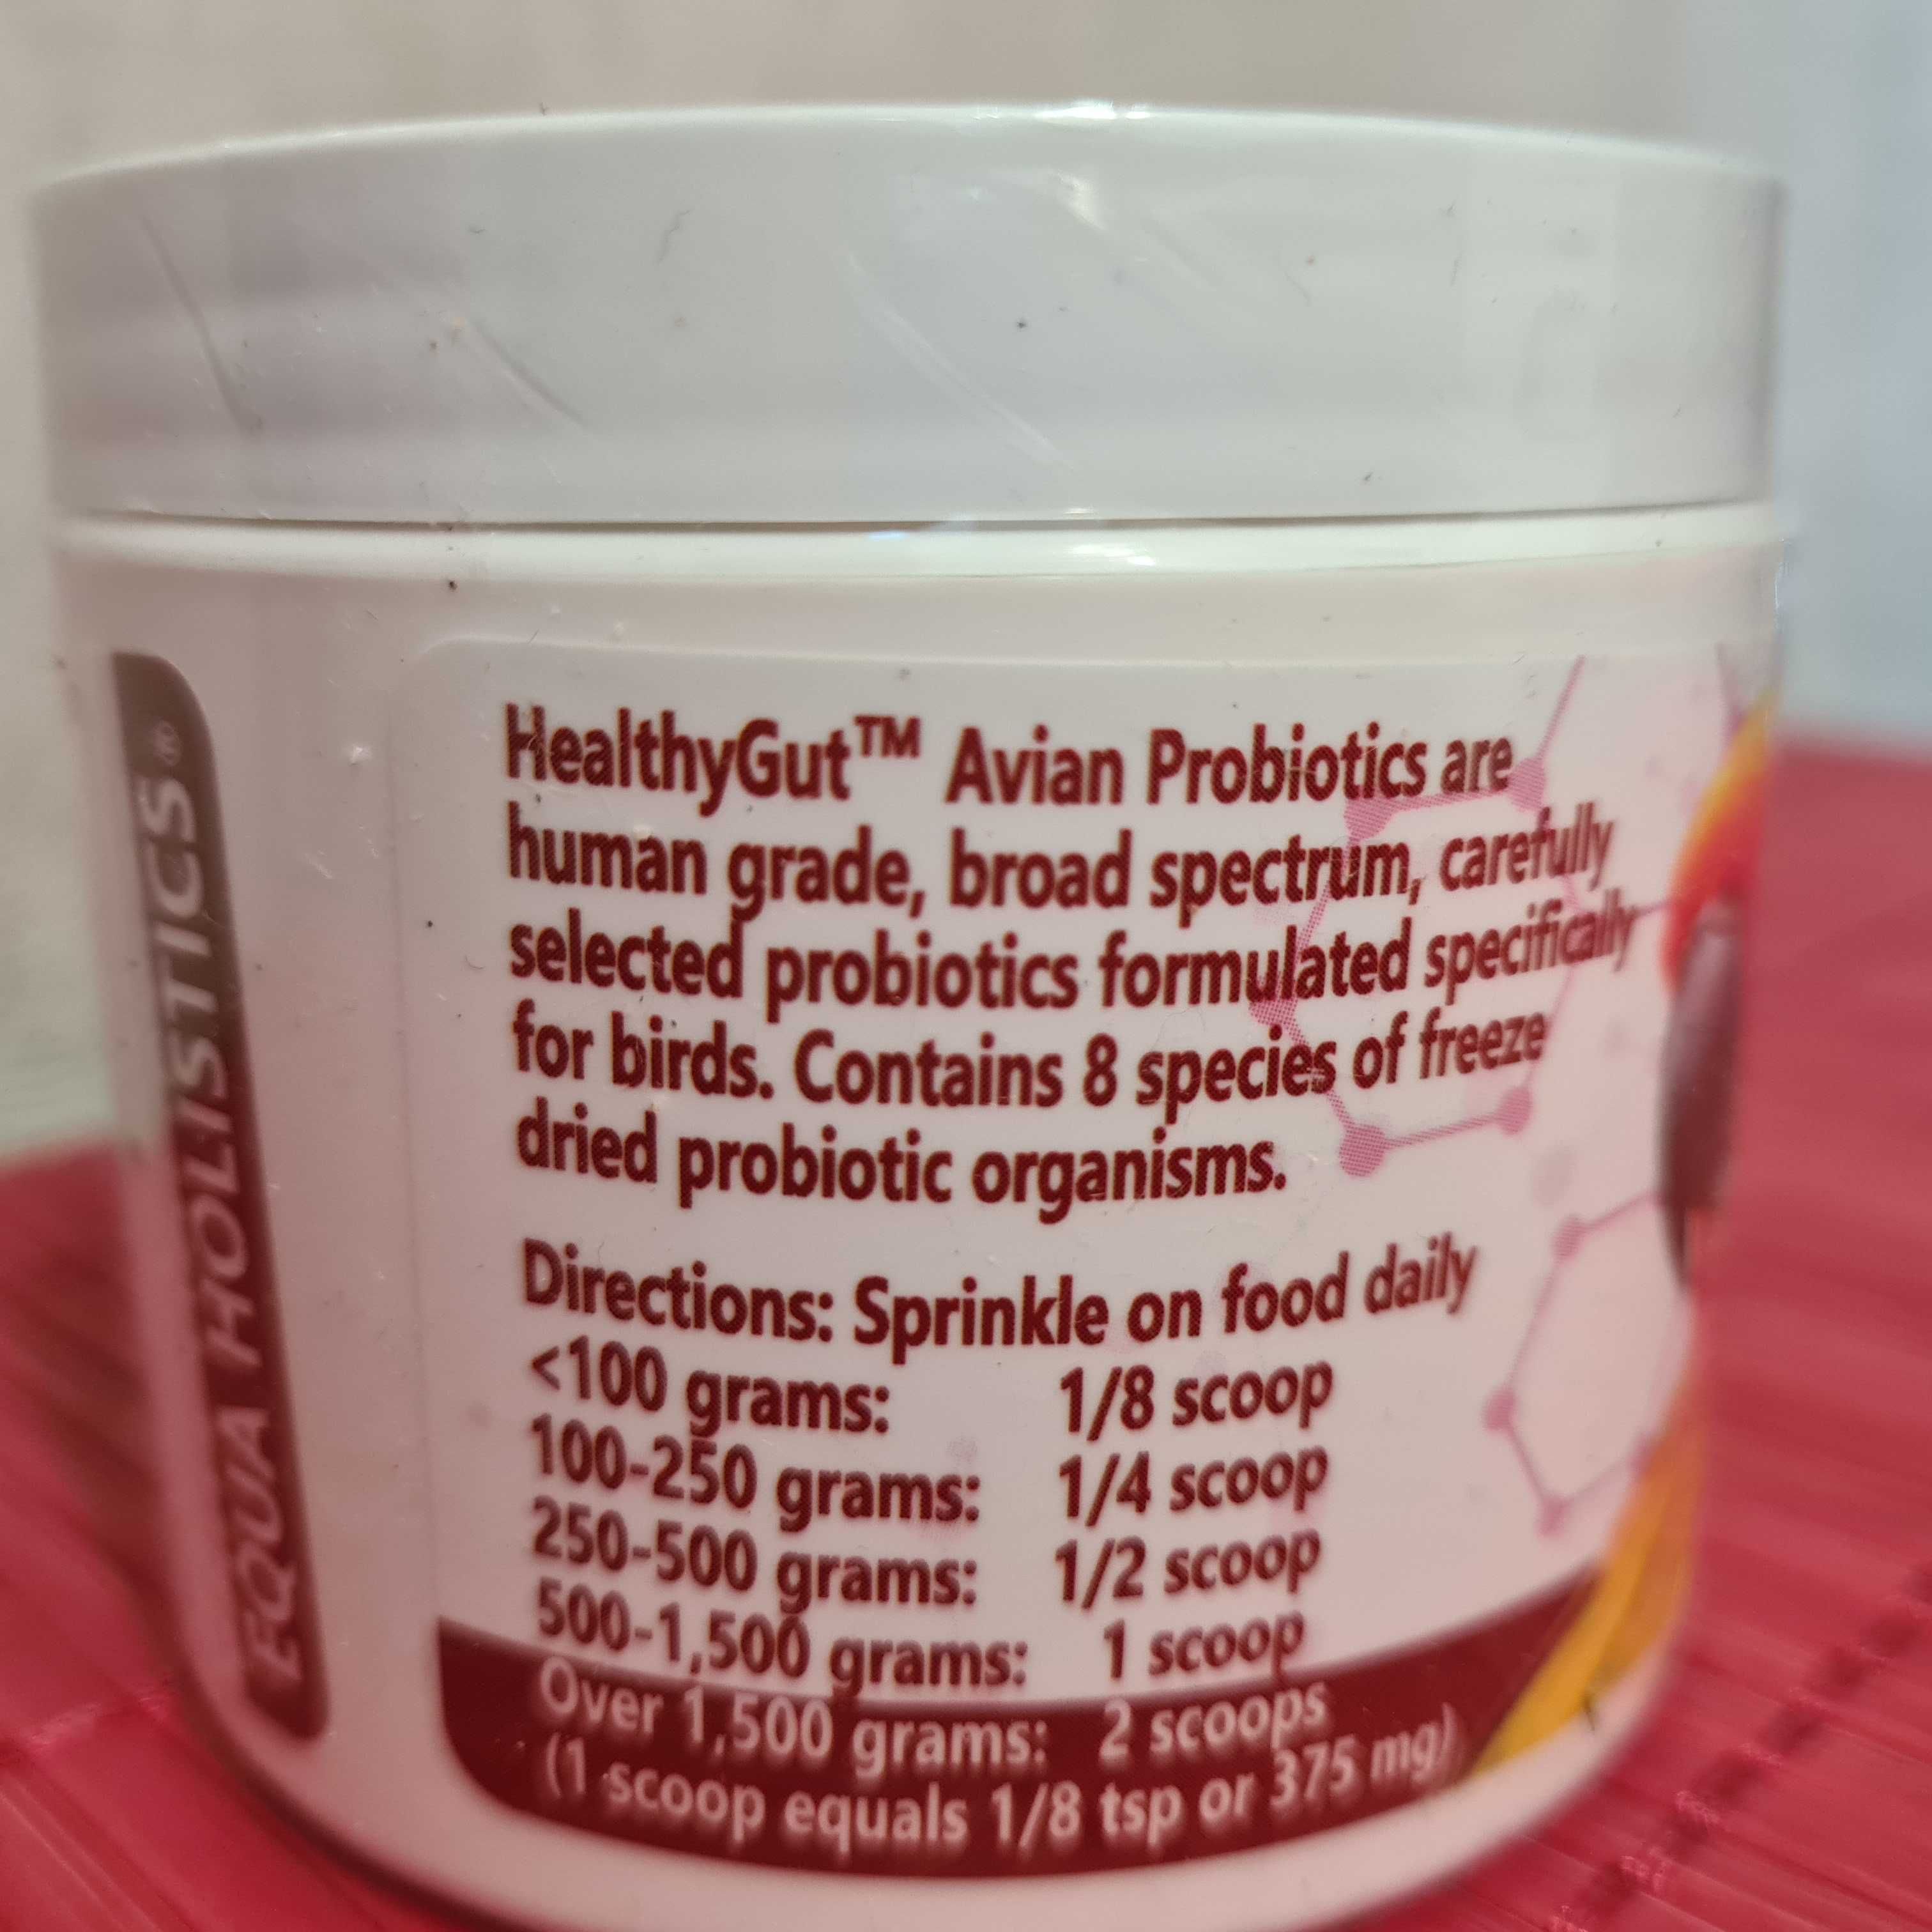 EQUA HOLISTICS®
HealthyGut™ Avian Probiotics are
human grade, broad spectrum, carefully
selected probiotics formulated specifically
for birds. Contains 8 species of freeze
dried probiotic organisms.
Directions: Sprinkle on food daily
<100 grams: 1/8 scoop
100-250 grams: 1/4 scoop
250-500 grams: 1/2 scoop
500-1,500 grams: 1 scoop
Over 1,500 grams: 2 scoops
(1 scoop equals 1/8 tsp or 375 mg)